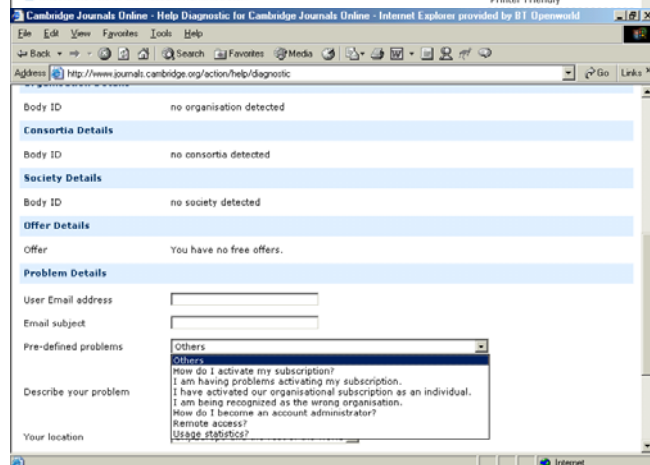 Printer Friendly
Cambridge Journals Online - Help Diagnostic for Cambridge Journals Online - Internet Explorer provided by BT Openworld
File Edit View Favorites Tools Help
Back Search Favorites Media
Address http://www.journals.cambridge.org/action/help/diagnostic Go Links
Organisation Details
Body ID no organisation detected
Consortia Details
Body ID no consortia detected
Society Details
Body ID no society detected
Offer Details
Offer You have no free offers.
Problem Details
User Email address
Email subject
Pre-defined problems Others
Others
How do I activate my subscription?
I am having problems activating my subscription.
Describe your problem I have activated our organisational subscription as an individual.
I am being recognized as the wrong organisation.
How do I become an account administrator?
Remote access?
Your location Usage statistics?
Internet